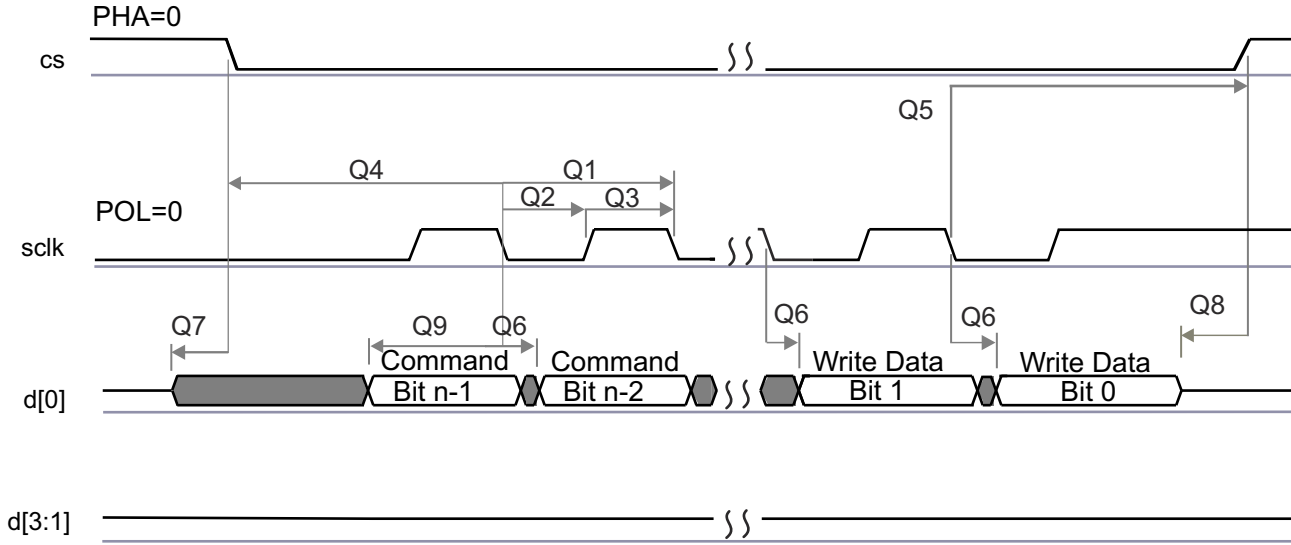 PHA=0
cs
Q5
Q4
Q1
Q2
Q3
POL=0
sclk
Q7
Q9
Q6
Q6
Q6
Q8
Command
Command
Write Data
Write Data
d[0]
Bit n-1
Bit n-2
Bit 1
Bit 0
d[3:1]